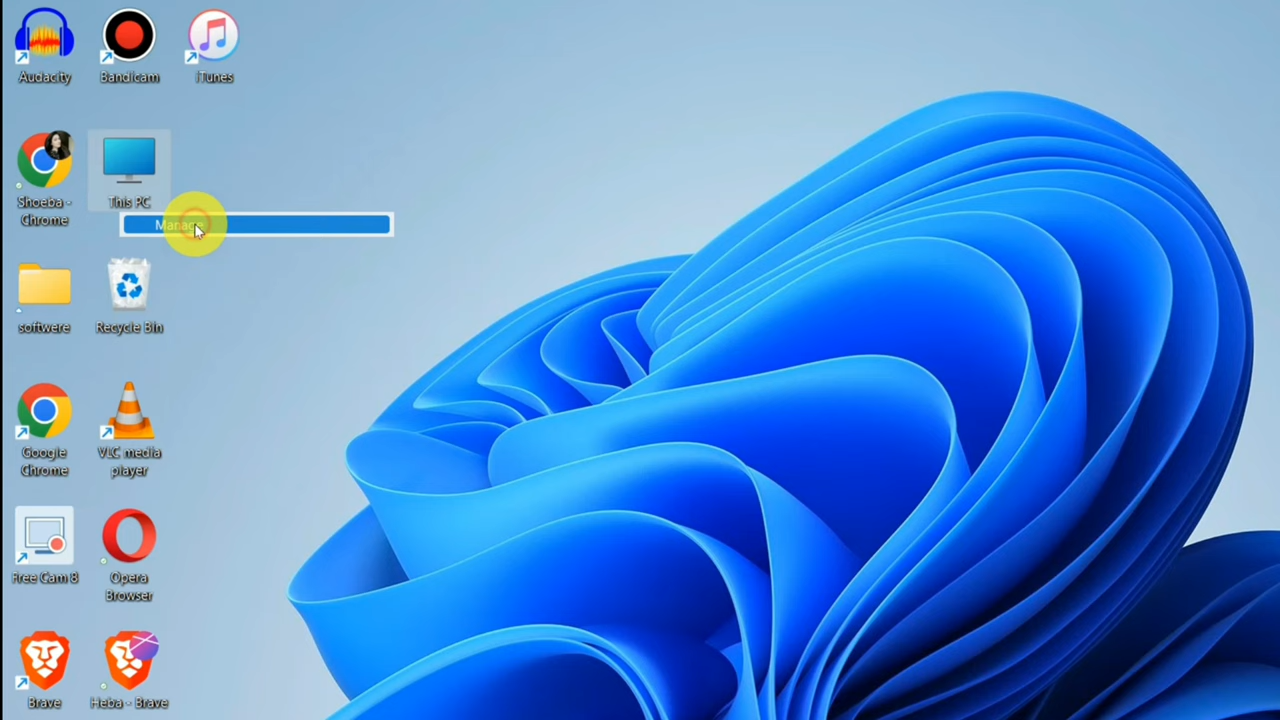 Audacity
Bandicam
iTunes
Shoeba -
Chrome
This PC
Manage
softwere
Recycle Bin
Google
Chrome
VLC media
player
Free Cam 8
Opera
Browser
Brave
Heba - Brave